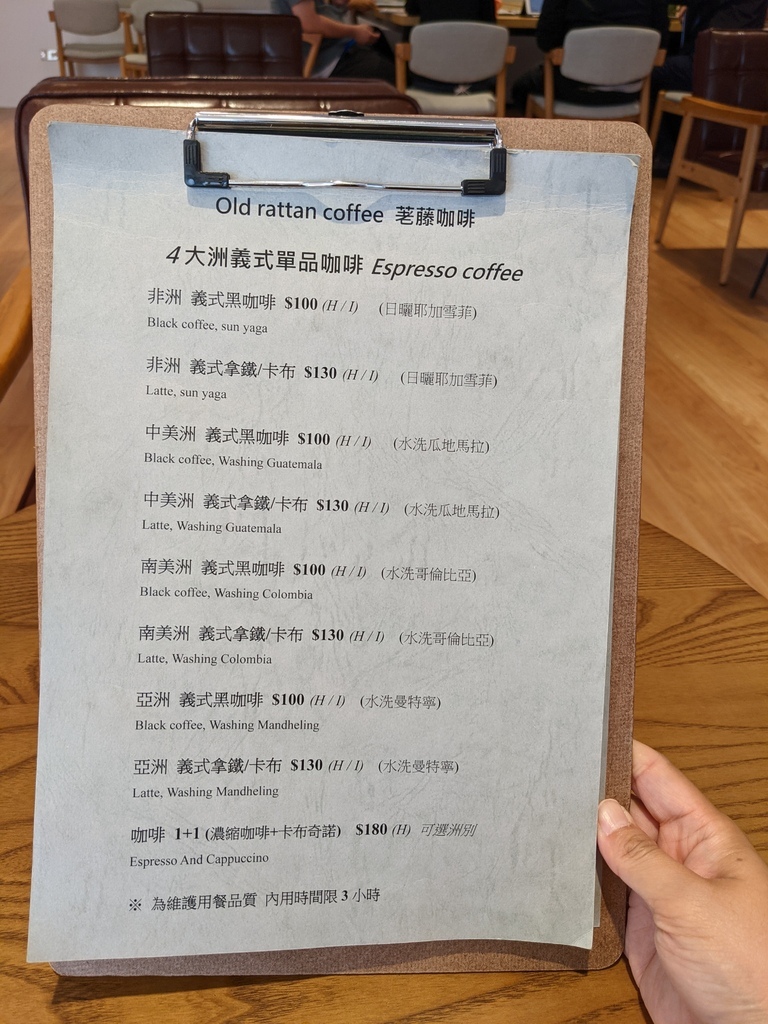 Old rattan coffee 荖藤咖啡
4大洲義式單品咖啡 Espresso coffee
非洲 義式黑咖啡 $100 (H / I) (日曬耶加雪菲)
Black coffee, sun yaga
非洲 義式拿鐵/卡布 $130 (H / I) (日曬耶加雪菲)
Latte, sun yaga
中美洲 義式黑咖啡 $100 (H / I) (水洗瓜地馬拉)
Black coffee, Washing Guatemala
中美洲 義式拿鐵/卡布 $130 (H / I) (水洗瓜地馬拉)
Latte, Washing Guatemala
南美洲 義式黑咖啡 $100 (H / I) (水洗哥倫比亞)
Black coffee, Washing Colombia
南美洲 義式拿鐵/卡布 $130 (H / I) (水洗哥倫比亞)
Latte, Washing Colombia
亞洲 義式黑咖啡 $100 (H / I) (水洗曼特寧)
Black coffee, Washing Mandheling
亞洲 義式拿鐵/卡布 $130 (H / I) (水洗曼特寧)
Latte, Washing Mandheling
咖啡 1+1 (濃縮咖啡+卡布奇諾) $180 (H) 可選洲別
Espresso And Cappuccino
※ 為維護用餐品質 內用時間限 3 小時